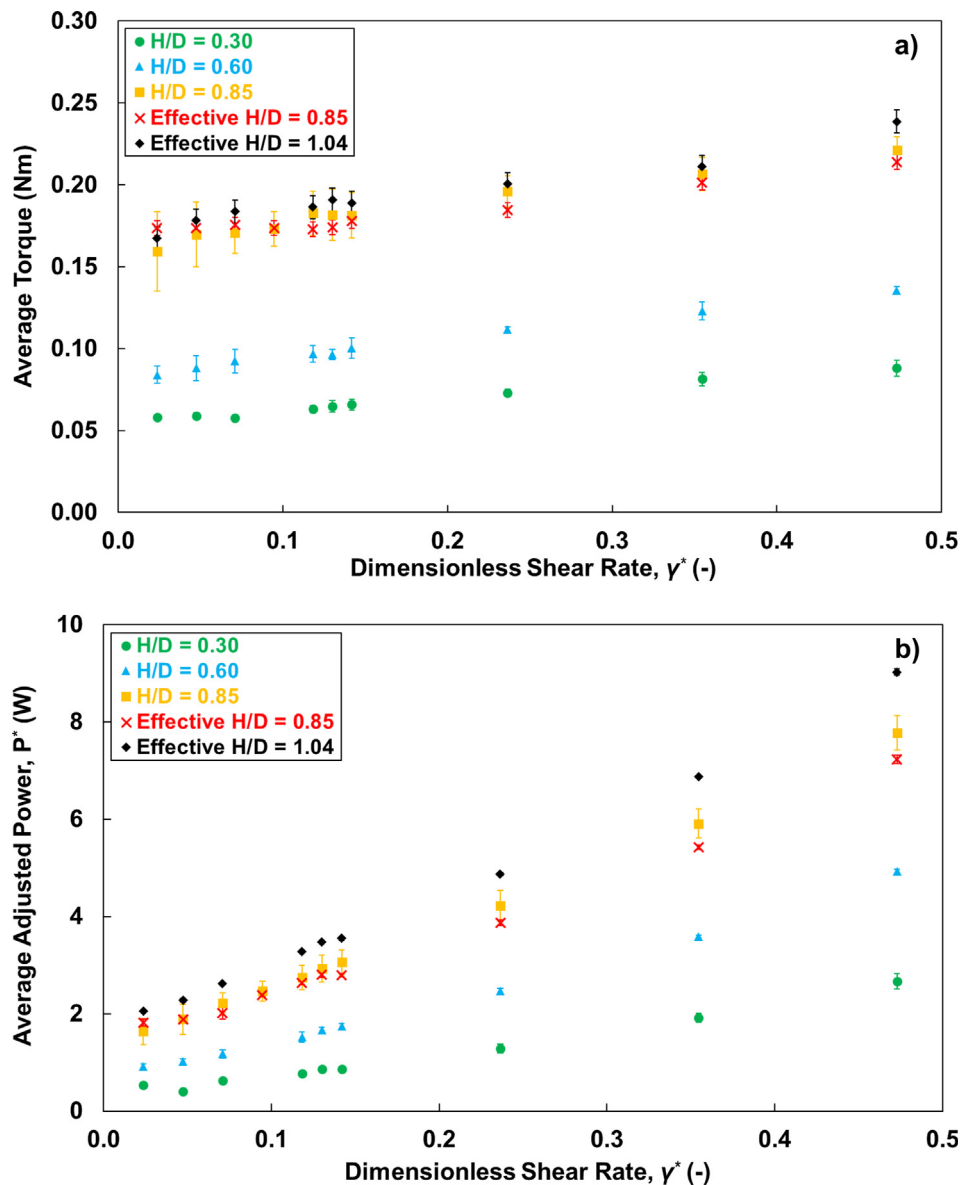 a)
H/D = 0.30
H/D = 0.60
H/D = 0.85
Effective H/D = 0.85
Effective H/D = 1.04
Average Torque (Nm)
0.30
0.25
0.20
0.15
0.10
0.05
0.00
0.0 0.1 0.2 0.3 0.4 0.5
Dimensionless Shear Rate, γ* (-)
b)
H/D = 0.30
H/D = 0.60
H/D = 0.85
Effective H/D = 0.85
Effective H/D = 1.04
Average Adjusted Power, P* (W)
10
8
6
4
2
0
0.0 0.1 0.2 0.3 0.4 0.5
Dimensionless Shear Rate, γ* (-)